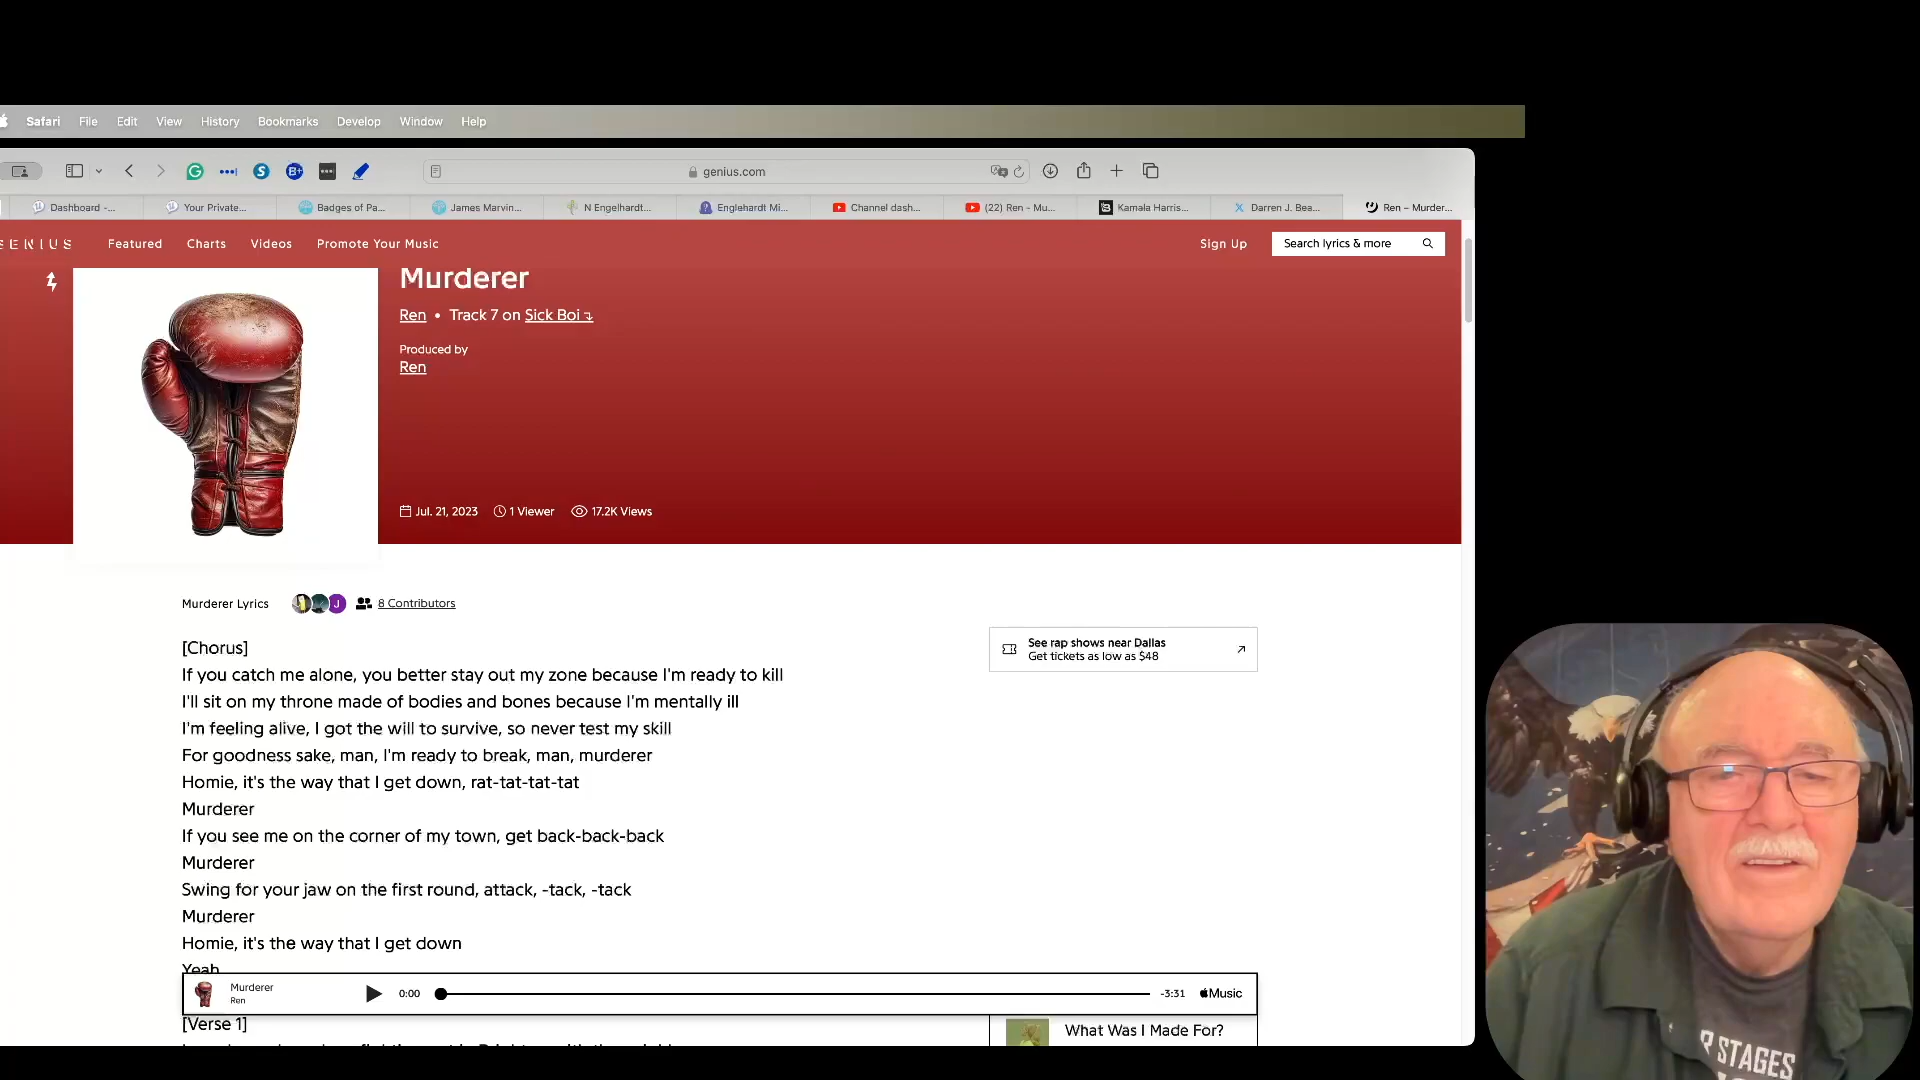 Safari File Edit View History Bookmarks Develop Window Help
genius.com
Dashboard -... Your Private... Badges of Pa... James Marvin... N Engelhardt... Englehardt Mi... Channel dash... (22) Ren - Mu... Kamala Harris... Darren J. Bea... Ren – Murder...
GENIUS Featured Charts Videos Promote Your Music Sign Up Search lyrics & more
Murderer
Ren • Track 7 on Sick Boi
Produced by
Ren
Jul. 21, 2023 1 Viewer 17.2K Views
Murderer Lyrics J 8 Contributors
[Chorus]
If you catch me alone, you better stay out my zone because I'm ready to kill
I'll sit on my throne made of bodies and bones because I'm mentally ill
I'm feeling alive, I got the will to survive, so never test my skill
For goodness sake, man, I'm ready to break, man, murderer
Homie, it's the way that I get down, rat-tat-tat-tat
Murderer
If you see me on the corner of my town, get back-back-back
Murderer
Swing for your jaw on the first round, attack, -tack, -tack
Murderer
Homie, it's the way that I get down
Yeah
See rap shows near Dallas
Get tickets as low as $48
Murderer
Ren
0:00 -3:31 Music
[Verse 1]
What Was I Made For?
STAGES